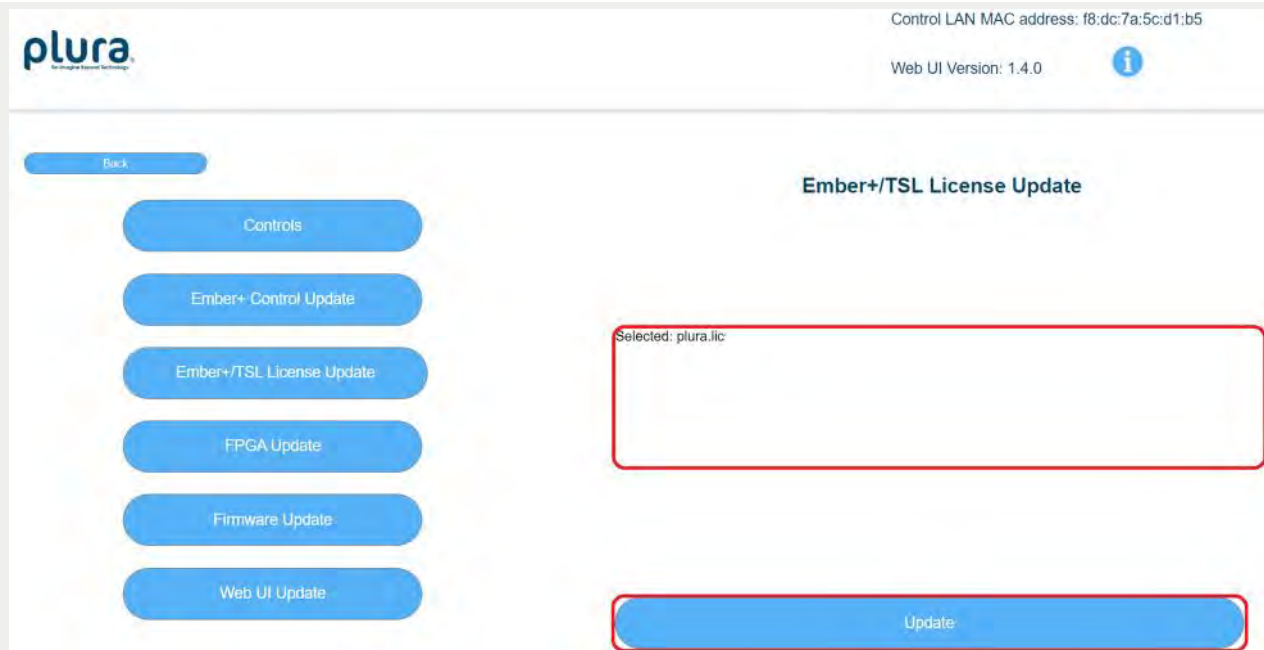 Control LAN MAC address: f8:dc:7a:5c:d1:b5
plura
Web UI Version: 1.4.0
Back
Ember+/TSL License Update
Controls
Ember+ Control Update
Selected: plura.lic
Ember+/TSL License Update
FPGA Update
Firmware Update
Web UI Update
Update